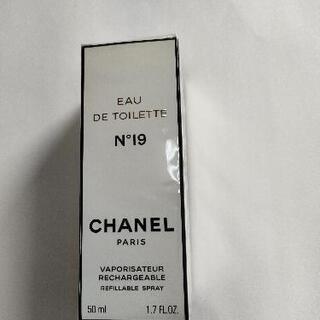 EAU
DE TOILETTE
N°19
CHANEL
PARIS
VAPORISATEUR
RECHARGEABLE
REFILLABLE SPRAY
50 ml 1.7 FL.OZ.